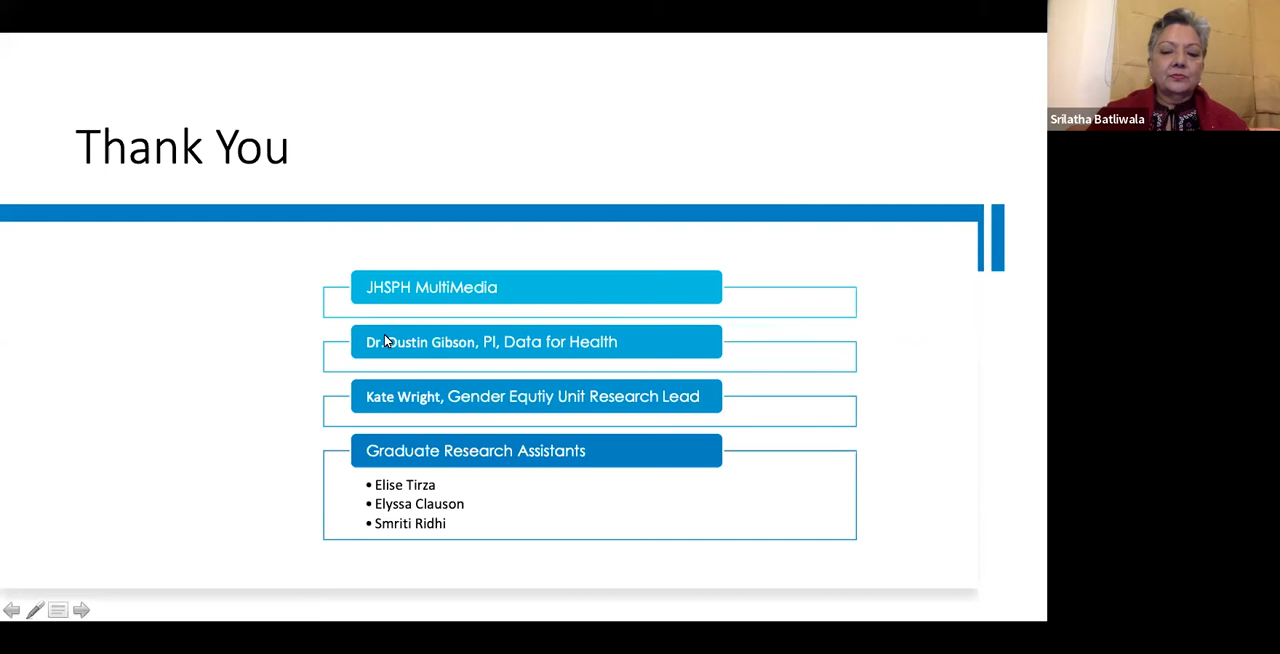 Thank You
JHSPH MultiMedia
Dr. Dustin Gibson, PI, Data for Health
Kate Wright, Gender Equtiy Unit Research Lead
Graduate Research Assistants
• Elise Tirza
• Elyssa Clauson
• Smriti Ridhi
Srilatha Batliwala